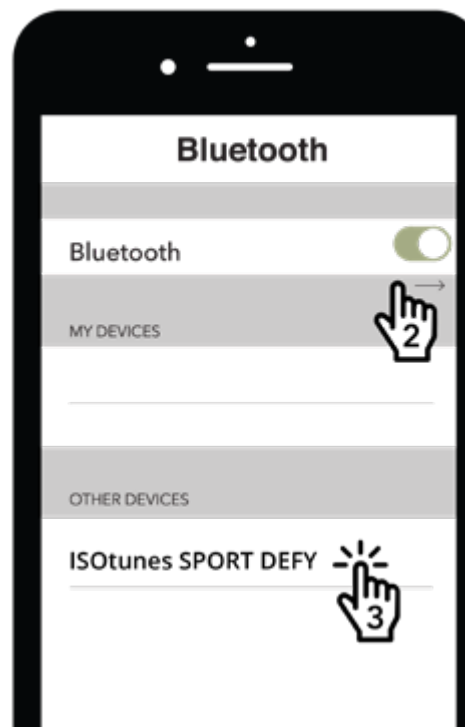 Bluetooth
Bluetooth
2
MY DEVICES
OTHER DEVICES
ISOtunes SPORT DEFY
3